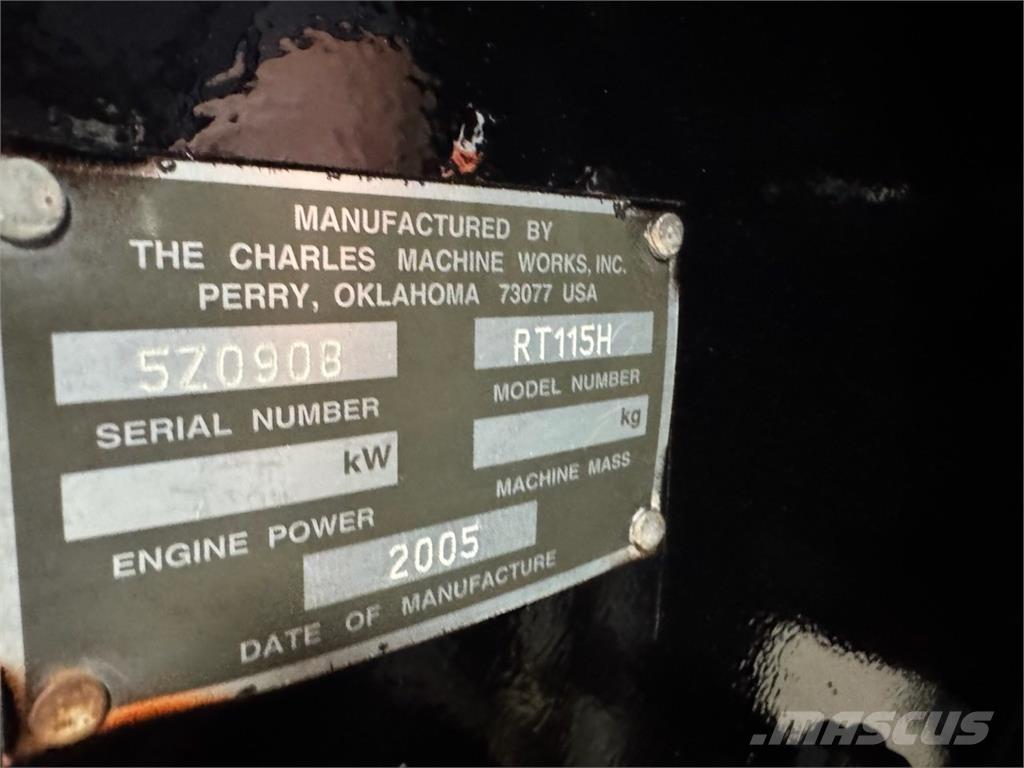 MANUFACTURED BY
THE CHARLES MACHINE WORKS, INC.
PERRY, OKLAHOMA 73077 USA
5Z0908
SERIAL NUMBER
RT115H
MODEL NUMBER
kW
ENGINE POWER
kg
MACHINE MASS
2005
DATE OF MANUFACTURE
MASCUS